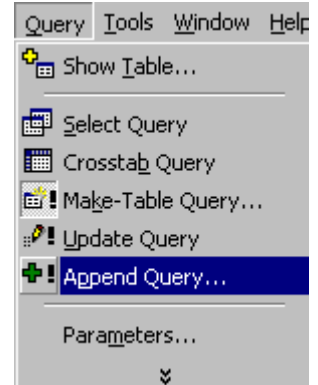 Query Tools Window Help
Show Table...
Select Query
Crosstab Query
Make-Table Query...
Update Query
Append Query...
Parameters...